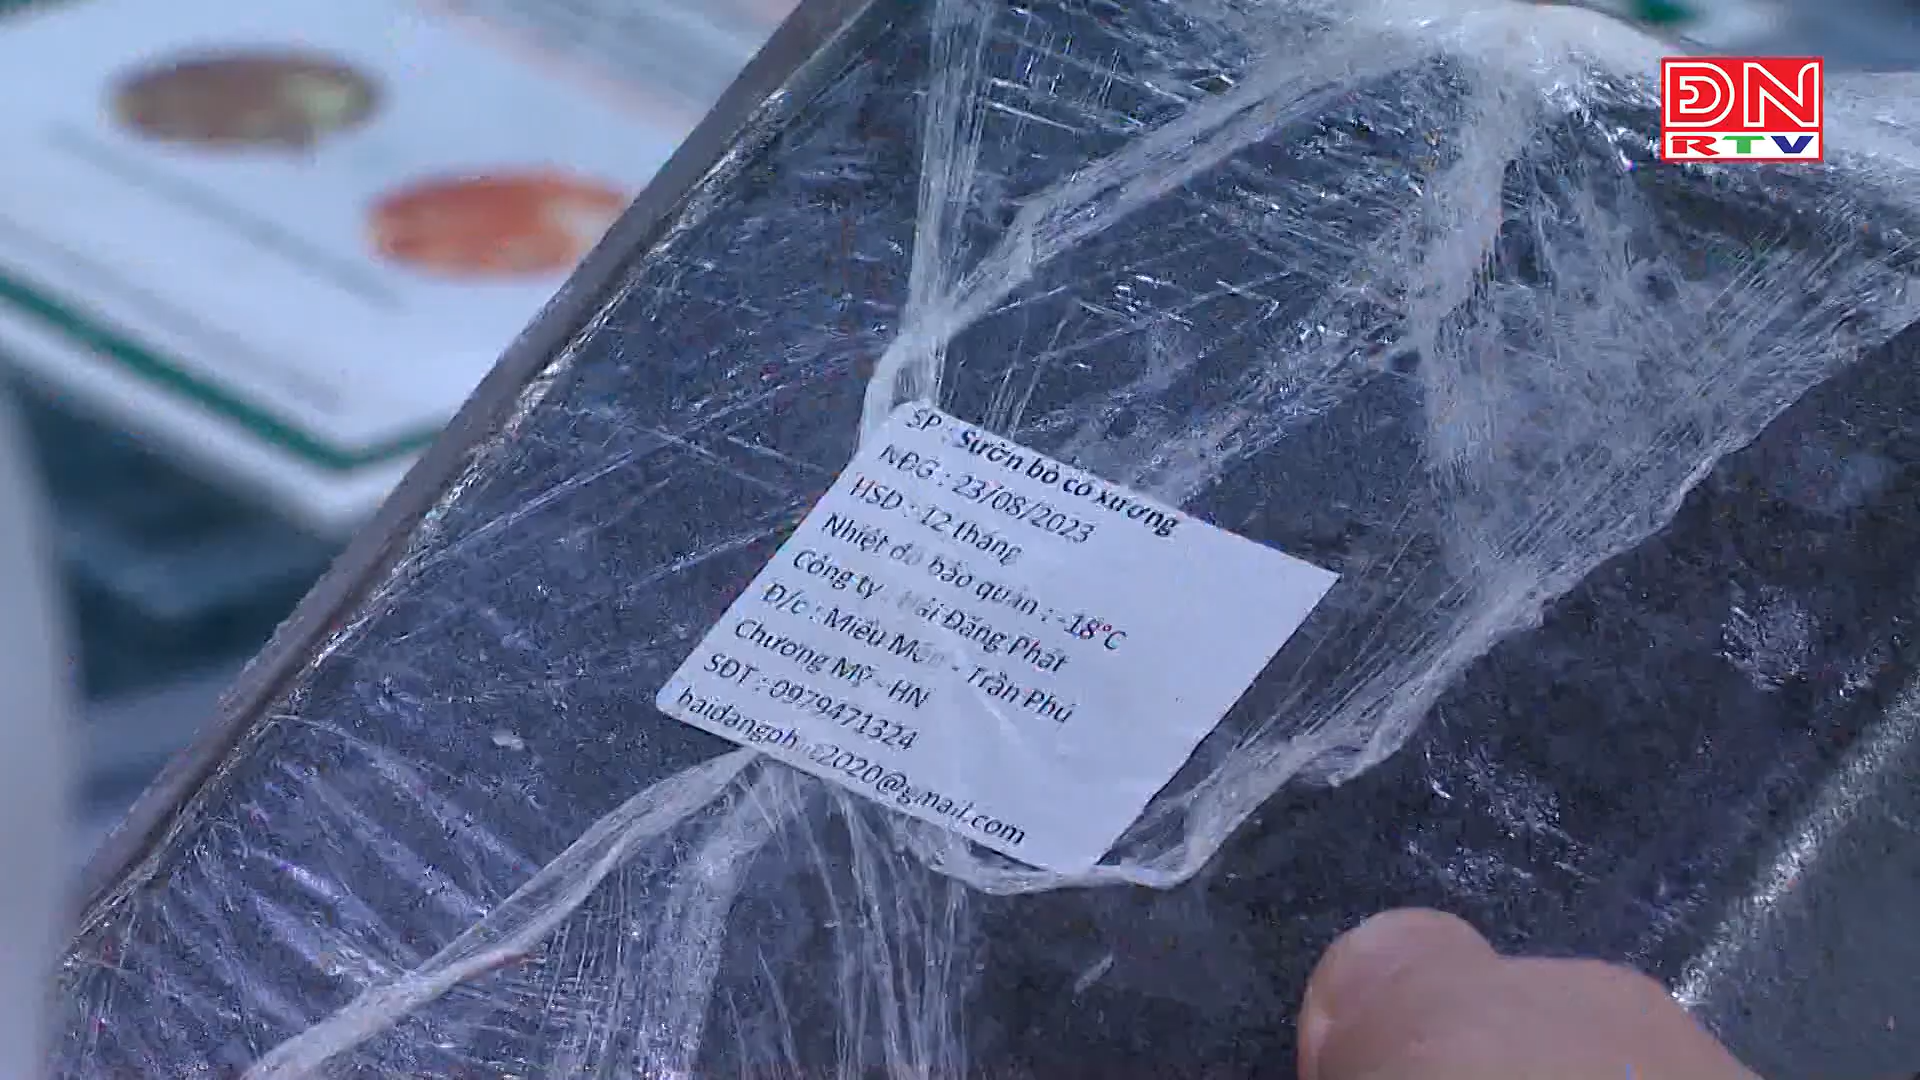 ĐN
RTV
SP : Sườn bò có xương
NĐG : 23/08/2023
HSD : 12 tháng
Nhiệt độ bảo quản : -18°C
Công ty Hải Đăng Phát
Đ/c : Miếu Môn - Trần Phú
Chương Mỹ - HN
SĐT : 0979471324
haidangphat2020@gmail.com